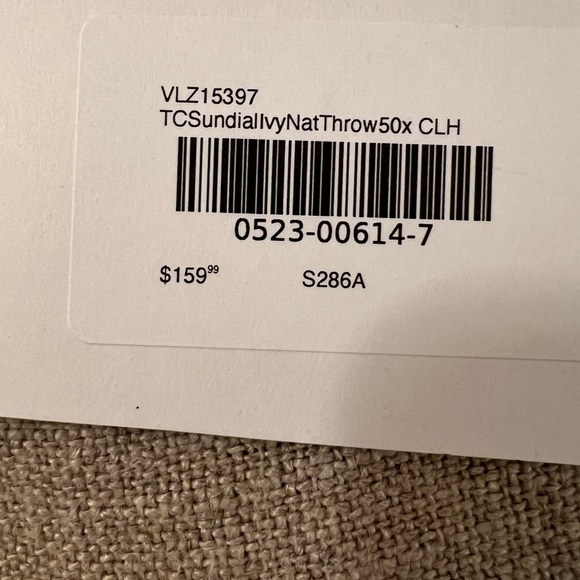 VLZ15397
TCSundialIvyNatThrow50x CLH
0523-00614-7
$159⁹⁹ S286A